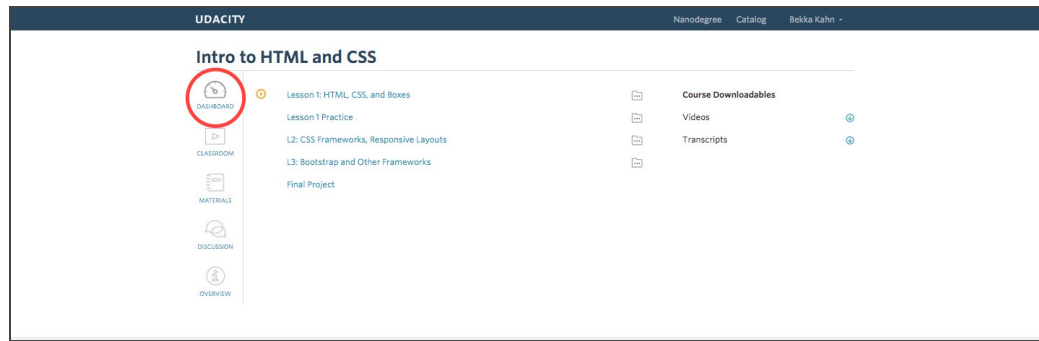 UDACITY Nanodegree Catalog Bekka Kahn
Intro to HTML and CSS
DASHBOARD
CLASSROOM
MATERIALS
DISCUSSION
OVERVIEW
Lesson 1: HTML, CSS, and Boxes
Lesson 1 Practice
L2: CSS Frameworks, Responsive Layouts
L3: Bootstrap and Other Frameworks
Final Project
Course Downloadables
Videos
Transcripts